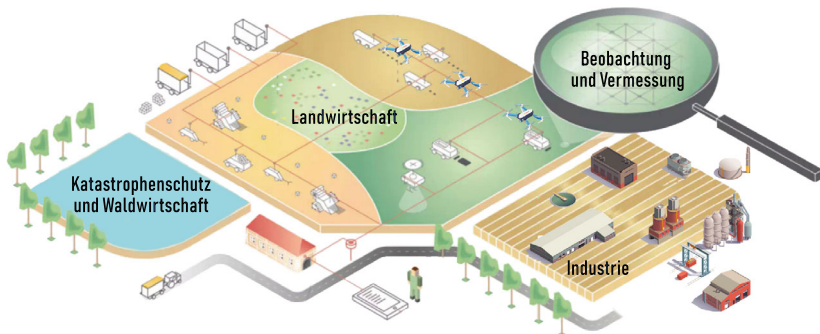 Beobachtung
und Vermessung
Landwirtschaft
Katastrophenschutz
und Waldwirtschaft
Industrie